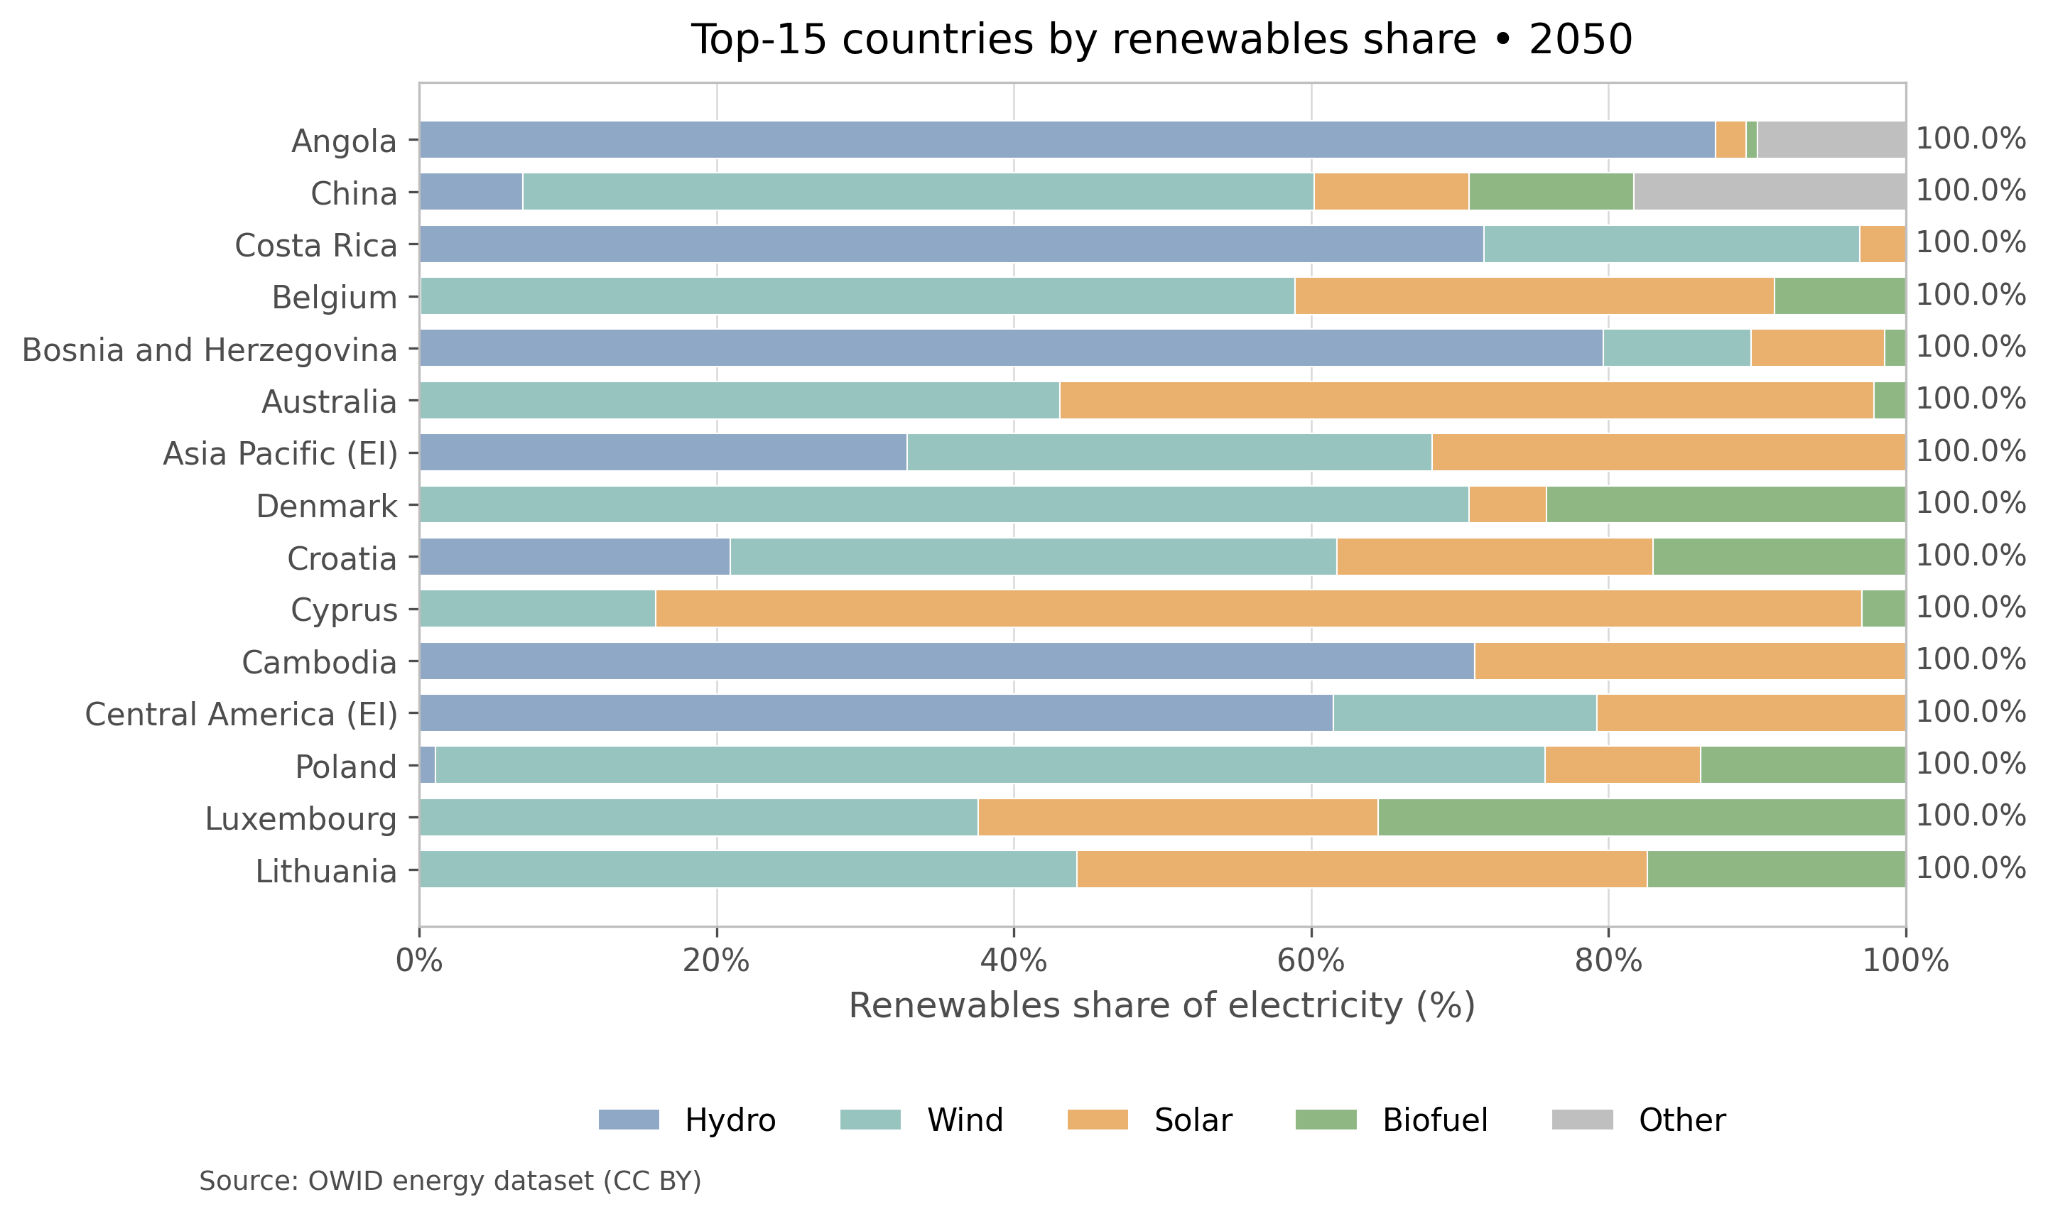 Top-15 countries by renewables share • 2050
Angola 100.0%
China 100.0%
Costa Rica 100.0%
Belgium 100.0%
Bosnia and Herzegovina 100.0%
Australia 100.0%
Asia Pacific (EI) 100.0%
Denmark 100.0%
Croatia 100.0%
Cyprus 100.0%
Cambodia 100.0%
Central America (EI) 100.0%
Poland 100.0%
Luxembourg 100.0%
Lithuania 100.0%
0% 20% 40% 60% 80% 100%
Renewables share of electricity (%)
Hydro Wind Solar Biofuel Other
Source: OWID energy dataset (CC BY)